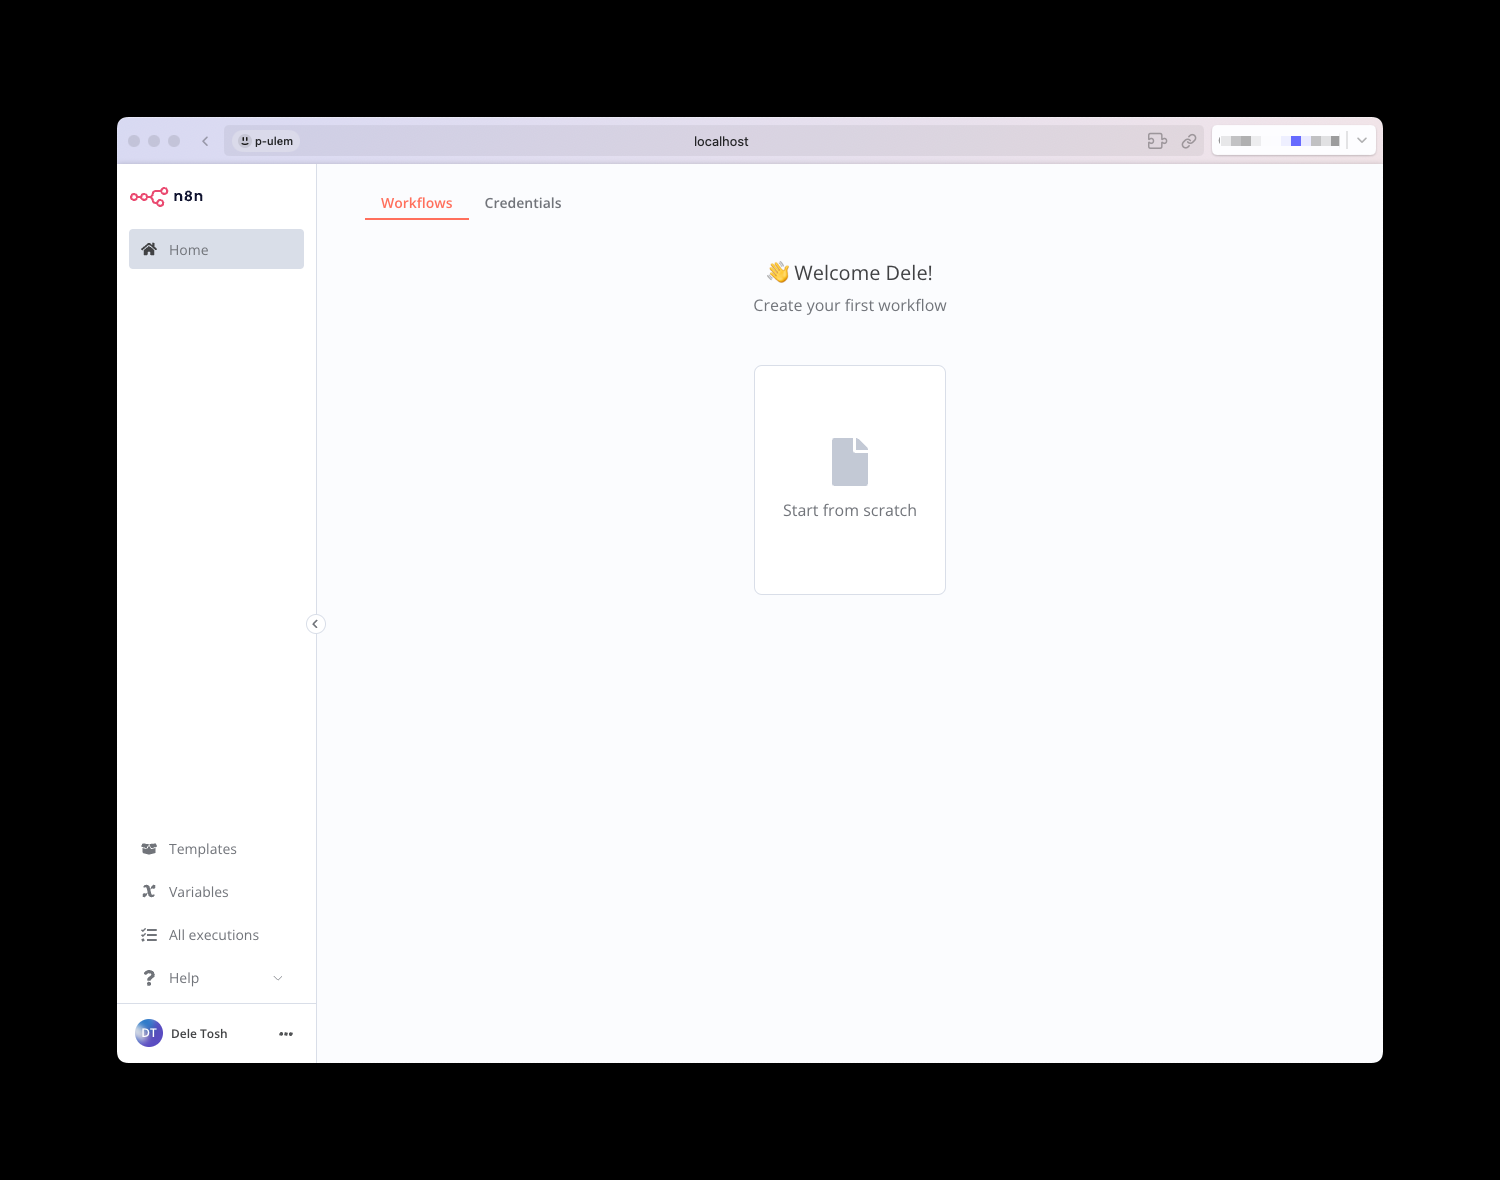 p-ulem
localhost
n8n
Home
Workflows
Credentials
👋 Welcome Dele!
Create your first workflow
Start from scratch
Templates
Variables
All executions
Help
DT
Dele Tosh